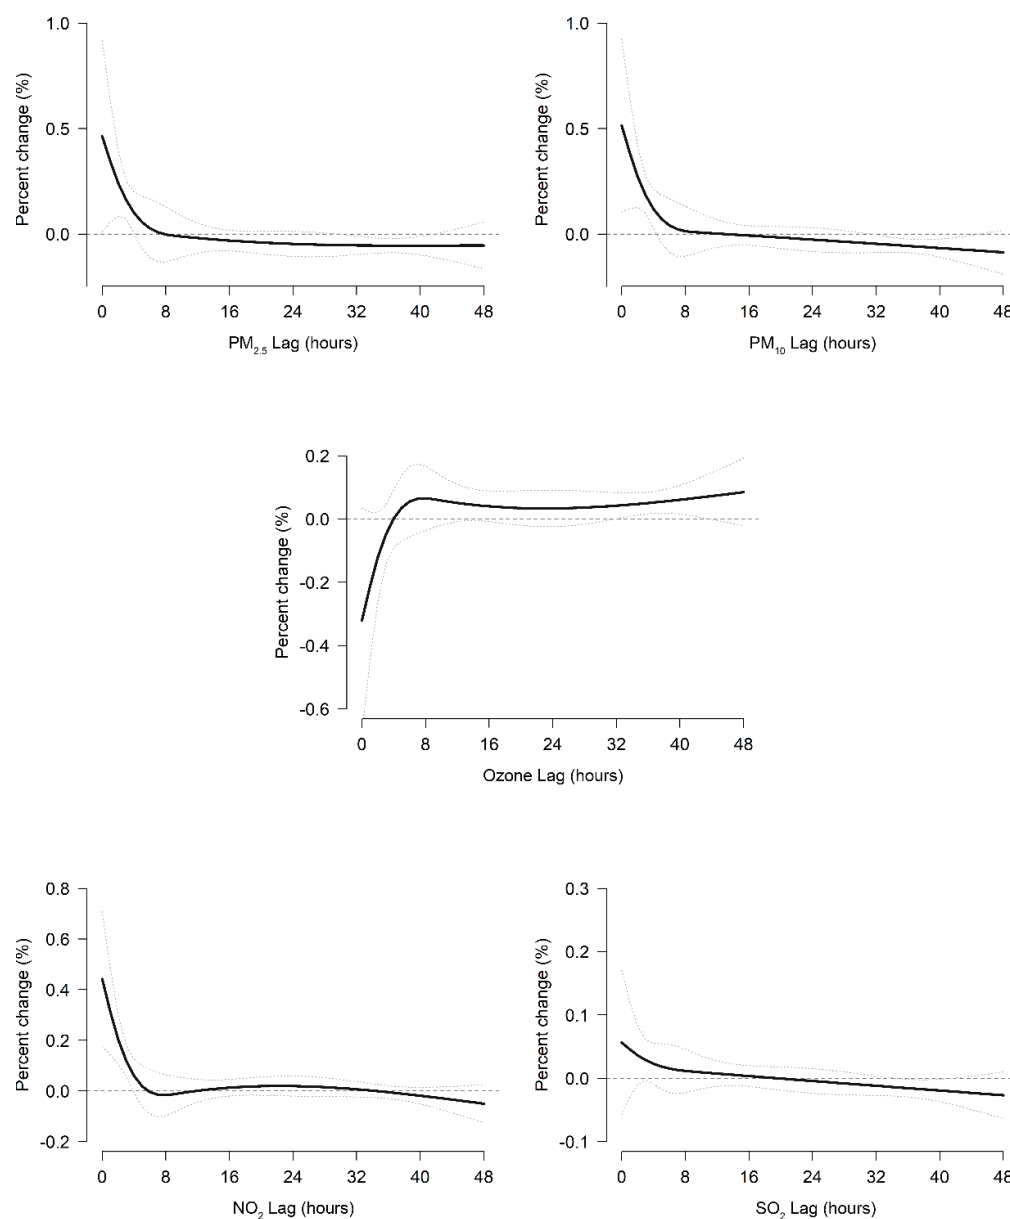 1.0
0.5
0.0
Percent change (%)
0 8 16 24 32 40 48
PM2.5 Lag (hours)
1.0
0.5
0.0
Percent change (%)
0 8 16 24 32 40 48
PM10 Lag (hours)
0.2
0.0
-0.2
-0.4
-0.6
Percent change (%)
0 8 16 24 32 40 48
Ozone Lag (hours)
0.8
0.6
0.4
0.2
0.0
-0.2
Percent change (%)
0 8 16 24 32 40 48
NO2 Lag (hours)
0.3
0.2
0.1
0.0
-0.1
Percent change (%)
0 8 16 24 32 40 48
SO2 Lag (hours)